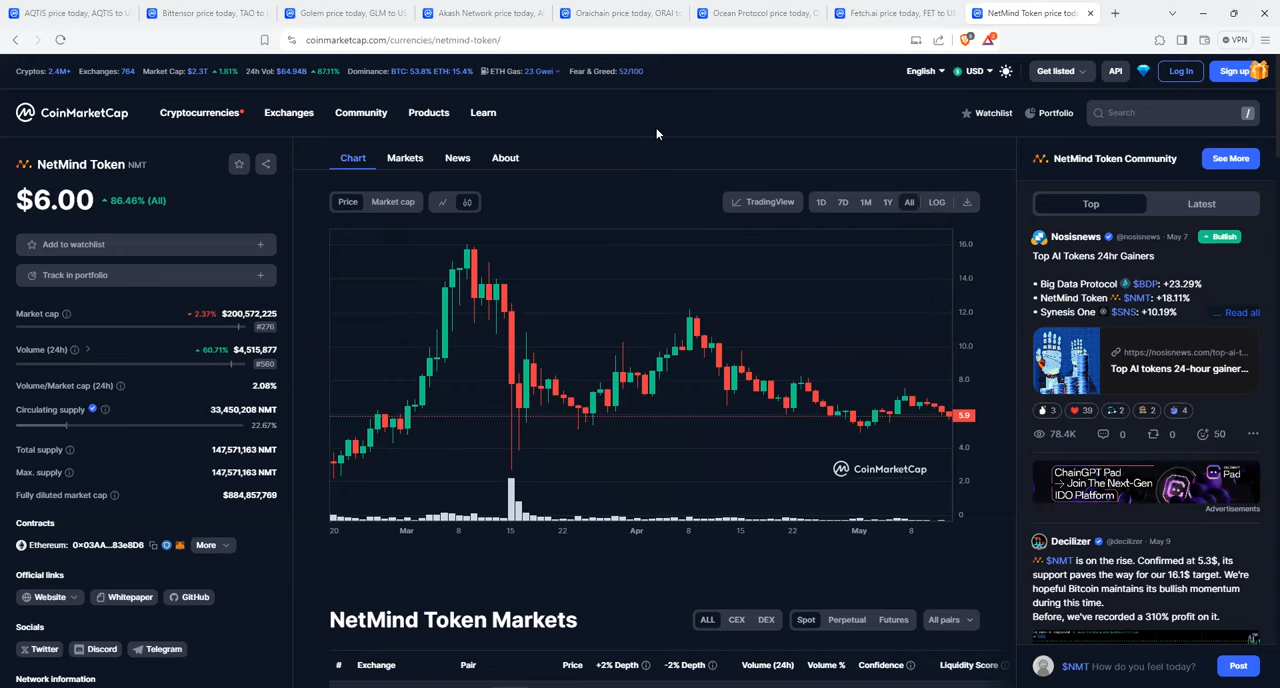 AQTIS price today, AQTIS to U
Bittensor price today, TAO to
Golem price today, GLM to US
Akash Network price today, A
Oraichain price today, ORAI to
Ocean Protocol price today, O
Fetch.ai price today, FET to US
NetMind Token price toda
coinmarketcap.com/currencies/netmind-token/
VPN
Cryptos: 2.4M+ Exchanges: 764 Market Cap: $2.3T 1.81% 24h Vol: $64.94B 87.11% Dominance: BTC: 53.8% ETH: 15.4% ETH Gas: 23 Gwei Fear & Greed: 52/100
English USD Get listed API Log In Sign up
CoinMarketCap Cryptocurrencies Exchanges Community Products Learn
Watchlist Portfolio Search /
NetMind Token NMT
$6.00 86.46% (All)
Add to watchlist +
Track in portfolio +
Market cap 2.37% $200,572,225
#276
Volume (24h) 60.71% $4,515,877
#560
Volume/Market cap (24h) 2.08%
Circulating supply 33,450,208 NMT
22.67%
Total supply 147,571,163 NMT
Max. supply 147,571,163 NMT
Fully diluted market cap $884,857,769
Contracts
Ethereum: 0x03AA...83e8D6 More
Official links
Website Whitepaper GitHub
Socials
Twitter Discord Telegram
Network information
Chart Markets News About
Price Market cap
TradingView 1D 7D 1M 1Y All LOG
16.0
14.0
12.0
10.0
8.0
5.9
4.0
2.0
0
CoinMarketCap
20 Mar 8 15 22 Apr 8 15 22 May 8
NetMind Token Markets
ALL CEX DEX Spot Perpetual Futures All pairs
# Exchange Pair Price +2% Depth -2% Depth Volume (24h) Volume % Confidence Liquidity Score
NetMind Token Community See More
Top Latest
Nosisnews @nosisnews · May 7 Bullish
Top AI Tokens 24hr Gainers
• Big Data Protocol $BDP: +23.29%
• NetMind Token $NMT: +18.11%
• Synesis One $SNS: +10.19% ... Read all
https://nosisnews.com/top-ai-t...
Top AI tokens 24-hour gainer...
3 39 2 2 4
78.4K 0 0 50
ChainGPT Pad
→ Join The Next-Gen
IDO Platform
Pad
Advertisements
Decilizer @decilizer · May 9
$NMT is on the rise. Confirmed at 5.3$, its
support paves the way for our 16.1$ target. We're
hopeful Bitcoin maintains its bullish momentum
during this time.
Before, we've recorded a 310% profit on it.
$NMT How do you feel today? Post